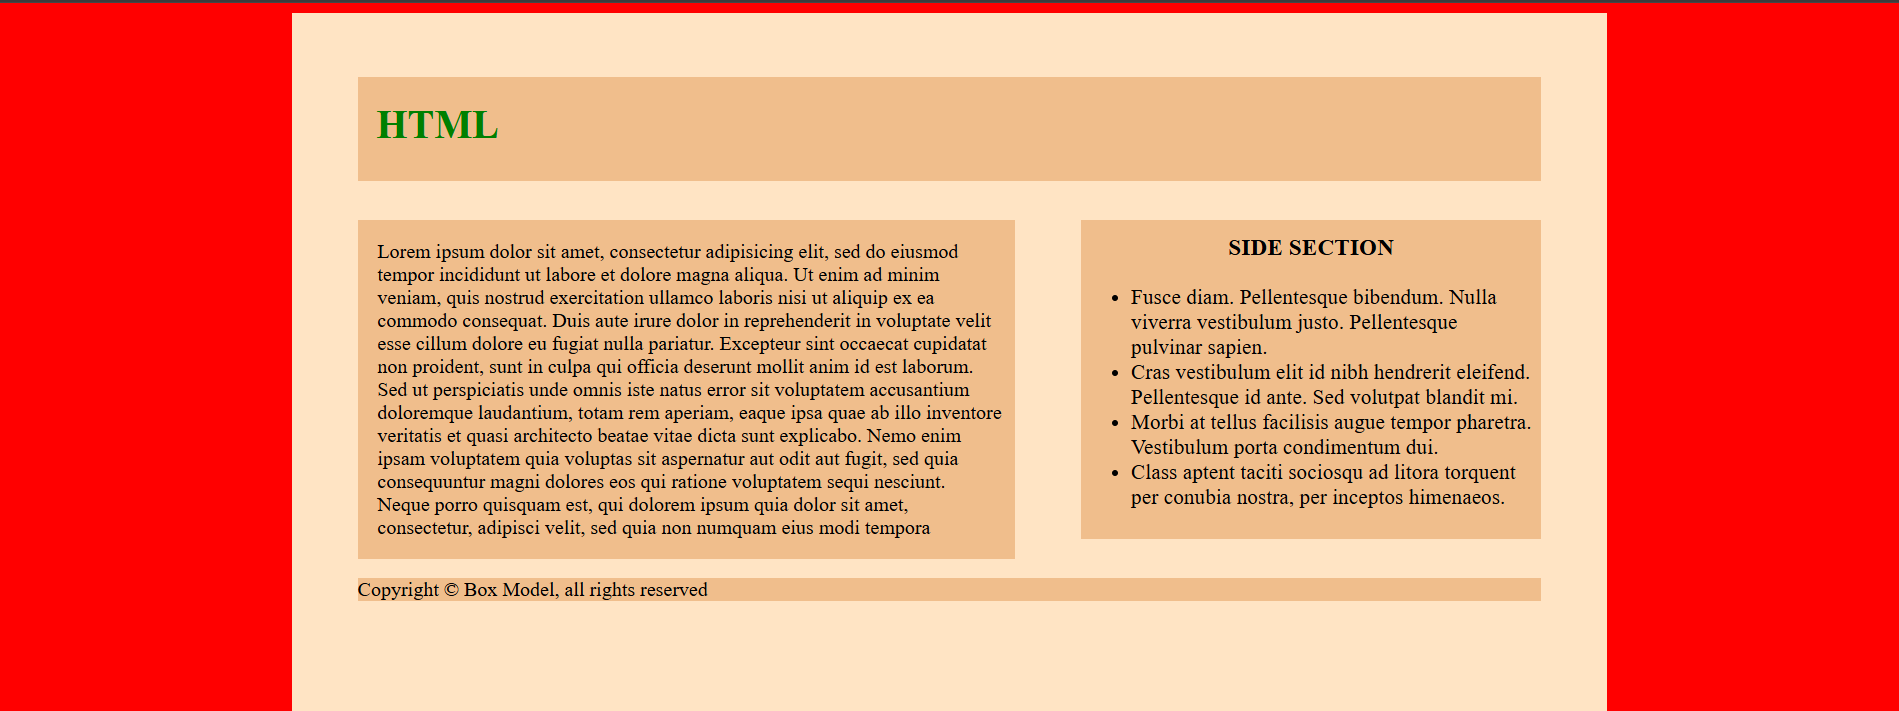 HTML
Lorem ipsum dolor sit amet, consectetur adipisicing elit, sed do eiusmod
tempor incididunt ut labore et dolore magna aliqua. Ut enim ad minim
veniam, quis nostrud exercitation ullamco laboris nisi ut aliquip ex ea
commodo consequat. Duis aute irure dolor in reprehenderit in voluptate velit
esse cillum dolore eu fugiat nulla pariatur. Excepteur sint occaecat cupidatat
non proident, sunt in culpa qui officia deserunt mollit anim id est laborum.
Sed ut perspiciatis unde omnis iste natus error sit voluptatem accusantium
doloremque laudantium, totam rem aperiam, eaque ipsa quae ab illo inventore
veritatis et quasi architecto beatae vitae dicta sunt explicabo. Nemo enim
ipsam voluptatem quia voluptas sit aspernatur aut odit aut fugit, sed quia
consequuntur magni dolores eos qui ratione voluptatem sequi nesciunt.
Neque porro quisquam est, qui dolorem ipsum quia dolor sit amet,
consectetur, adipisci velit, sed quia non numquam eius modi tempora
SIDE SECTION
• Fusce diam. Pellentesque bibendum. Nulla
viverra vestibulum justo. Pellentesque
pulvinar sapien.
• Cras vestibulum elit id nibh hendrerit eleifend.
Pellentesque id ante. Sed volutpat blandit mi.
• Morbi at tellus facilisis augue tempor pharetra.
Vestibulum porta condimentum dui.
• Class aptent taciti sociosqu ad litora torquent
per conubia nostra, per inceptos himenaeos.
Copyright © Box Model, all rights reserved